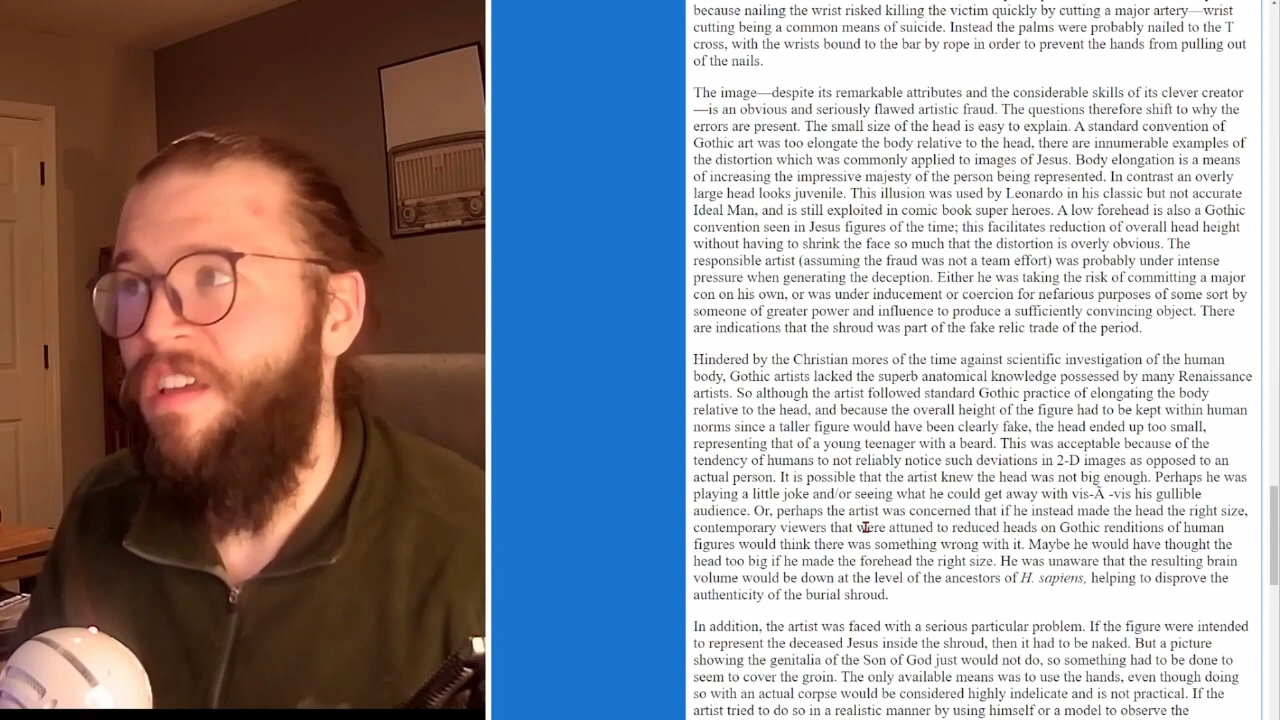 because nailing the wrist risked killing the victim quickly by cutting a major artery—wrist
cutting being a common means of suicide. Instead the palms were probably nailed to the T
cross, with the wrists bound to the bar by rope in order to prevent the hands from pulling out
of the nails.
The image—despite its remarkable attributes and the considerable skills of its clever creator
—is an obvious and seriously flawed artistic fraud. The questions therefore shift to why the
errors are present. The small size of the head is easy to explain. A standard convention of
Gothic art was too elongate the body relative to the head, there are innumerable examples of
the distortion which was commonly applied to images of Jesus. Body elongation is a means
of increasing the impressive majesty of the person being represented. In contrast an overly
large head looks juvenile. This illusion was used by Leonardo in his classic but not accurate
Ideal Man, and is still exploited in comic book super heroes. A low forehead is also a Gothic
convention seen in Jesus figures of the time; this facilitates reduction of overall head height
without having to shrink the face so much that the distortion is overly obvious. The
responsible artist (assuming the fraud was not a team effort) was probably under intense
pressure when generating the deception. Either he was taking the risk of committing a major
con on his own, or was under inducement or coercion for nefarious purposes of some sort by
someone of greater power and influence to produce a sufficiently convincing object. There
are indications that the shroud was part of the fake relic trade of the period.
Hindered by the Christian mores of the time against scientific investigation of the human
body, Gothic artists lacked the superb anatomical knowledge possessed by many Renaissance
artists. So although the artist followed standard Gothic practice of elongating the body
relative to the head, and because the overall height of the figure had to be kept within human
norms since a taller figure would have been clearly fake, the head ended up too small,
representing that of a young teenager with a beard. This was acceptable because of the
tendency of humans to not reliably notice such deviations in 2-D images as opposed to an
actual person. It is possible that the artist knew the head was not big enough. Perhaps he was
playing a little joke and/or seeing what he could get away with vis-Ã -vis his gullible
audience. Or, perhaps the artist was concerned that if he instead made the head the right size,
contemporary viewers that were attuned to reduced heads on Gothic renditions of human
figures would think there was something wrong with it. Maybe he would have thought the
head too big if he made the forehead the right size. He was unaware that the resulting brain
volume would be down at the level of the ancestors of H. sapiens, helping to disprove the
authenticity of the burial shroud.
In addition, the artist was faced with a serious particular problem. If the figure were intended
to represent the deceased Jesus inside the shroud, then it had to be naked. But a picture
showing the genitalia of the Son of God just would not do, so something had to be done to
seem to cover the groin. The only available means was to use the hands, even though doing
so with an actual corpse would be considered highly indelicate and is not practical. If the
artist tried to do so in a realistic manner by using himself or a model to observe the